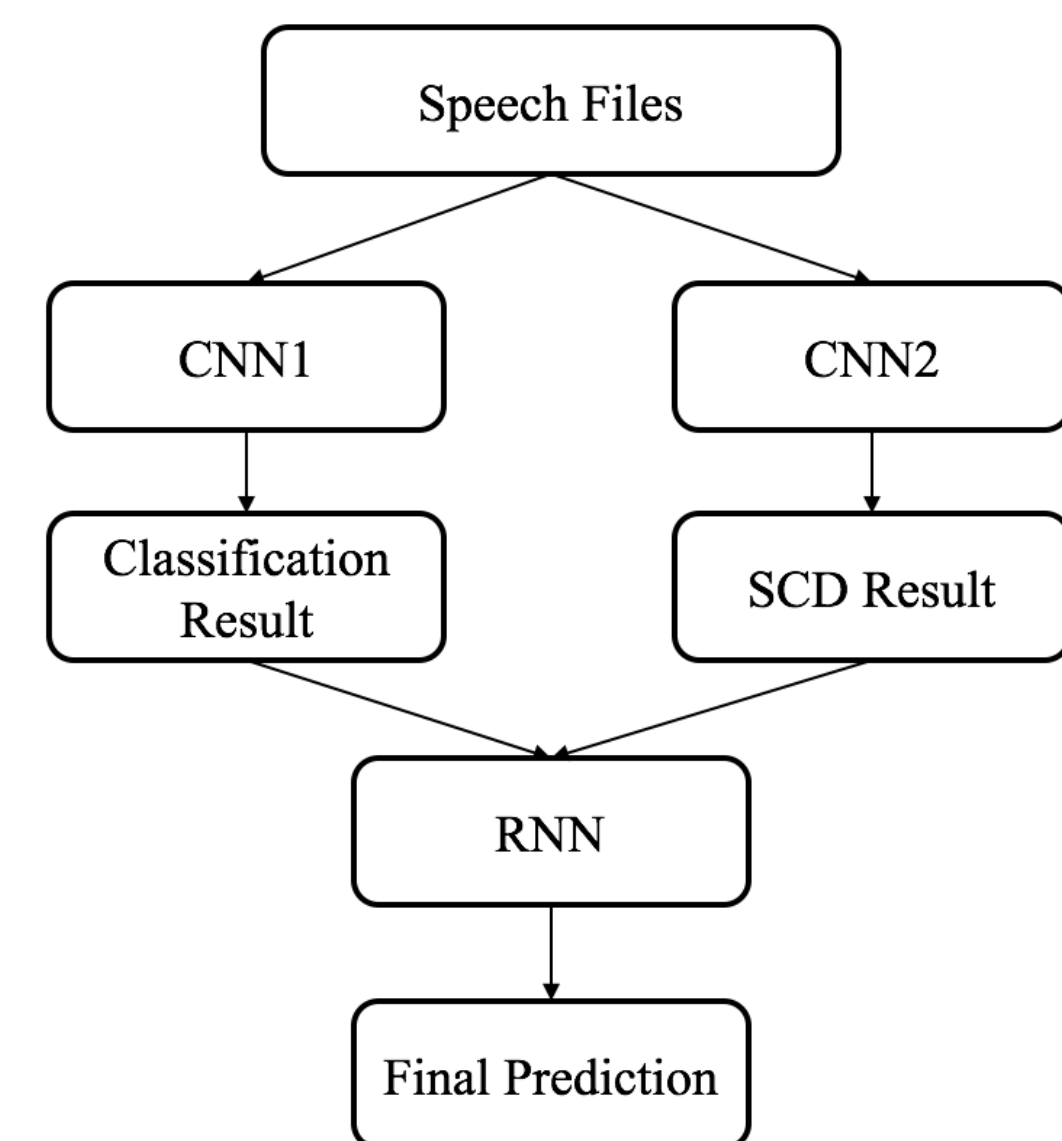 Speech Files
CNN1
CNN2
Classification
Result
SCD Result
RNN
Final Prediction